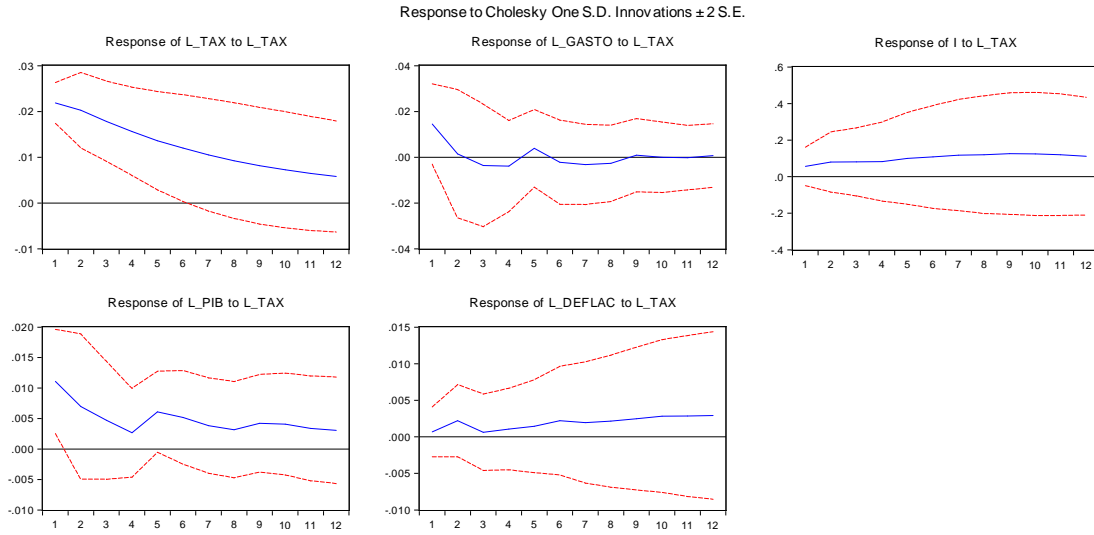 Response to Cholesky One S.D. Innovations ± 2 S.E.
Response of L_TAX to L_TAX
.03
.02
.01
.00
-.01
1 2 3 4 5 6 7 8 9 10 11 12
Response of L_GASTO to L_TAX
.04
.02
.00
-.02
-.04
1 2 3 4 5 6 7 8 9 10 11 12
Response of I to L_TAX
.6
.4
.2
.0
-.2
-.4
1 2 3 4 5 6 7 8 9 10 11 12
Response of L_PIB to L_TAX
.020
.015
.010
.005
.000
-.005
-.010
1 2 3 4 5 6 7 8 9 10 11 12
Response of L_DEFLAC to L_TAX
.015
.010
.005
.000
-.005
-.010
1 2 3 4 5 6 7 8 9 10 11 12